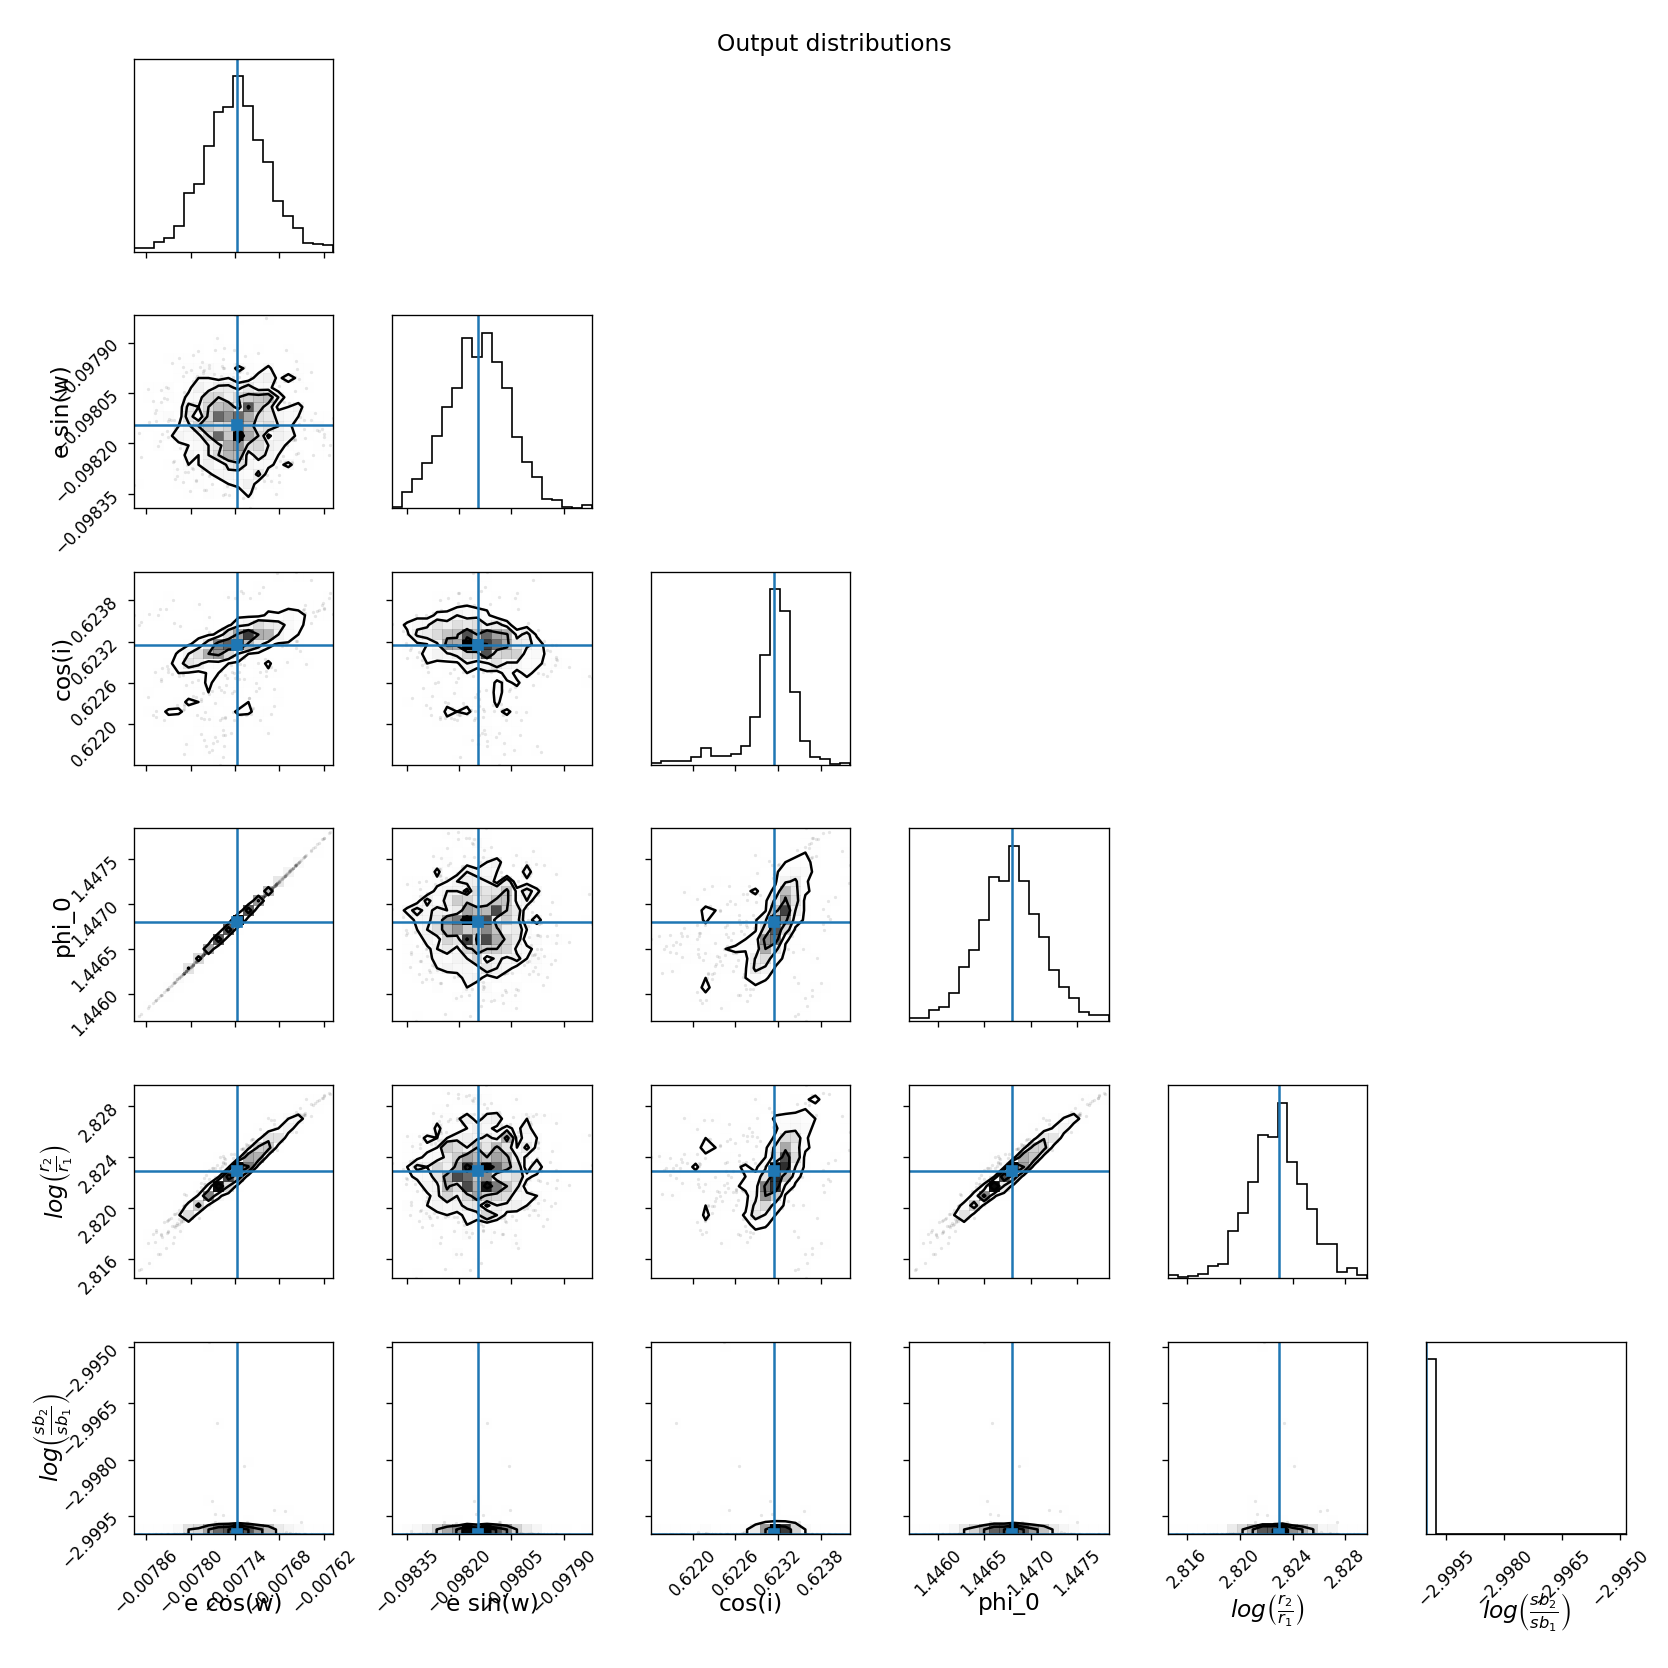 Output distributions
e sin(w)
−0.09790
−0.09805
−0.09820
−0.09835
cos(i)
0.6238
0.6232
0.6226
0.6220
phi_0
1.4475
1.4470
1.4465
1.4460
log(r₂/r₁)
2.828
2.824
2.820
2.816
log(sb₂/sb₁)
−2.9950
−2.9965
−2.9980
−2.9995
−0.00786 −0.00780 −0.00774 −0.00768 −0.00762
e cos(w)
−0.09835 −0.09820 −0.09805 −0.09790
e sin(w)
0.6220 0.6226 0.6232 0.6238
cos(i)
1.4460 1.4465 1.4470 1.4475
phi_0
2.816 2.820 2.824 2.828
log(r₂/r₁)
−2.9995 −2.9980 −2.9965 −2.9950
log(sb₂/sb₁)